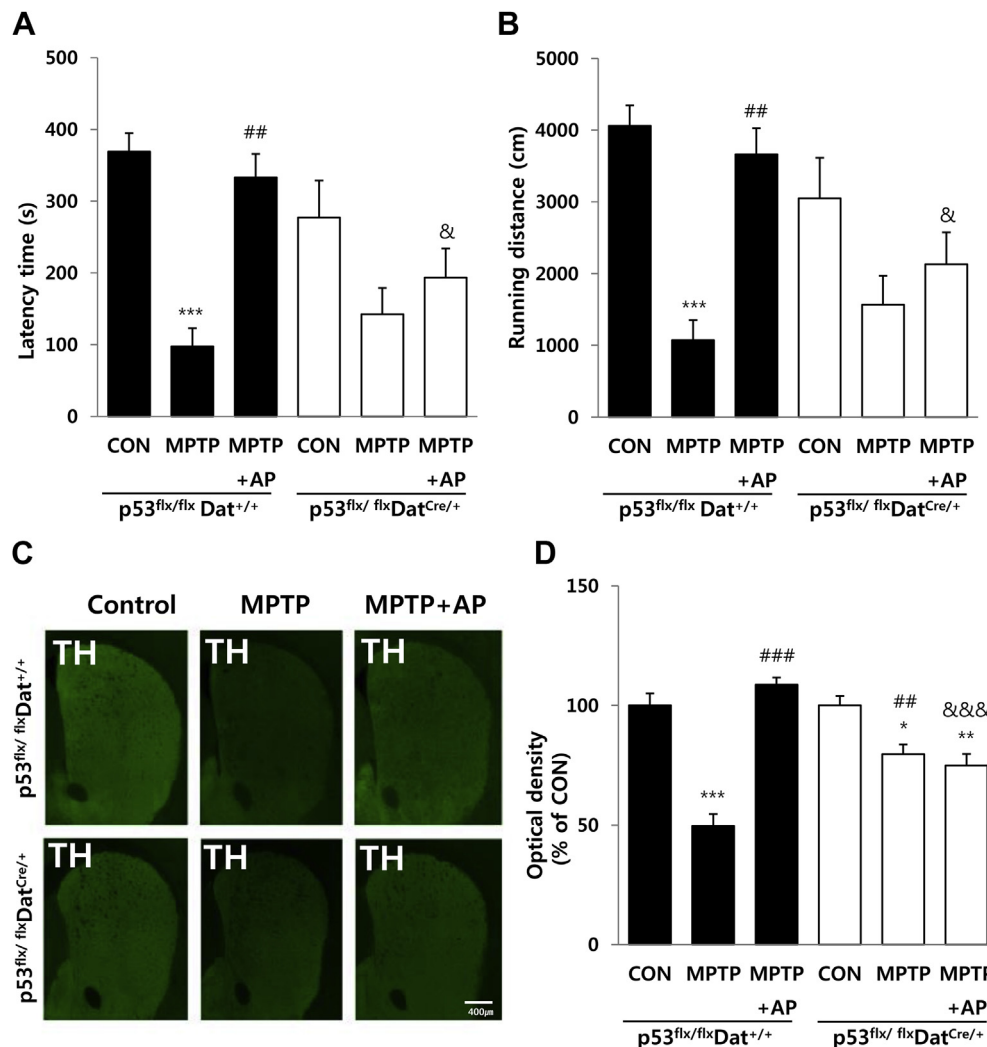 A
Latency time (s)
500
400
300
200
100
0
***
##
&
CON MPTP MPTP CON MPTP MPTP
+AP +AP
p53flx/flx Dat+/+ p53flx/ flxDatCre/+
B
Running distance (cm)
5000
4000
3000
2000
1000
0
***
##
&
CON MPTP MPTP CON MPTP MPTP
+AP +AP
p53flx/flx Dat+/+ p53flx/ flxDatCre/+
C
Control MPTP MPTP+AP
p53flx/ flxDat+/+
TH TH TH
p53flx/ flxDatCre/+
TH TH TH
400㎛
D
Optical density
(% of CON)
150
100
50
0
***
###
##
*
&&&
**
CON MPTP MPTP CON MPTP MPTP
+AP +AP
p53flx/flxDat+/+ p53flx/ flxDatCre/+